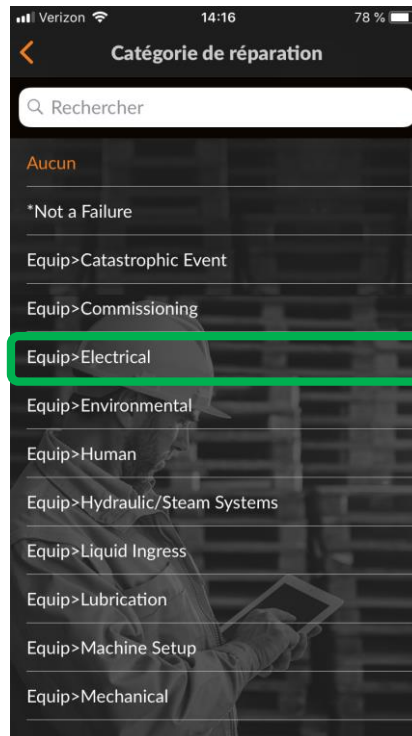 Verizon 14:16 78 %
Catégorie de réparation
Rechercher
Aucun
*Not a Failure
Equip>Catastrophic Event
Equip>Commissioning
Equip>Electrical
Equip>Environmental
Equip>Human
Equip>Hydraulic/Steam Systems
Equip>Liquid Ingress
Equip>Lubrication
Equip>Machine Setup
Equip>Mechanical